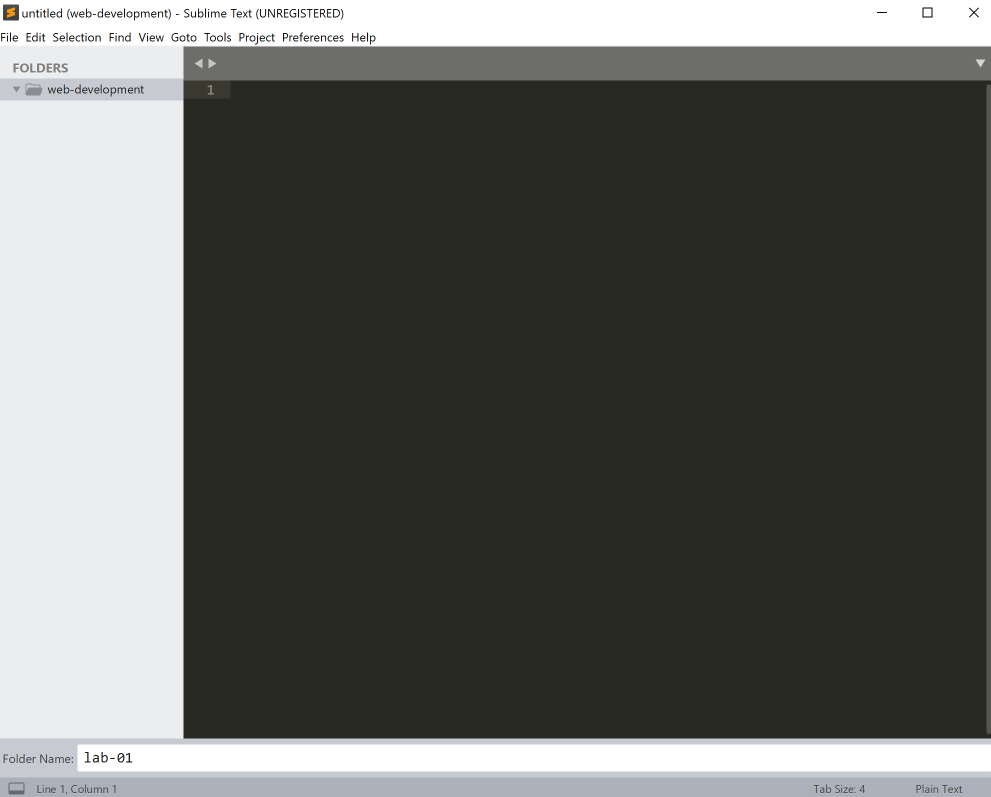 untitled (web-development) - Sublime Text (UNREGISTERED)
File Edit Selection Find View Goto Tools Project Preferences Help
FOLDERS
web-development
1
Folder Name: lab-01
Line 1, Column 1 Tab Size: 4 Plain Text